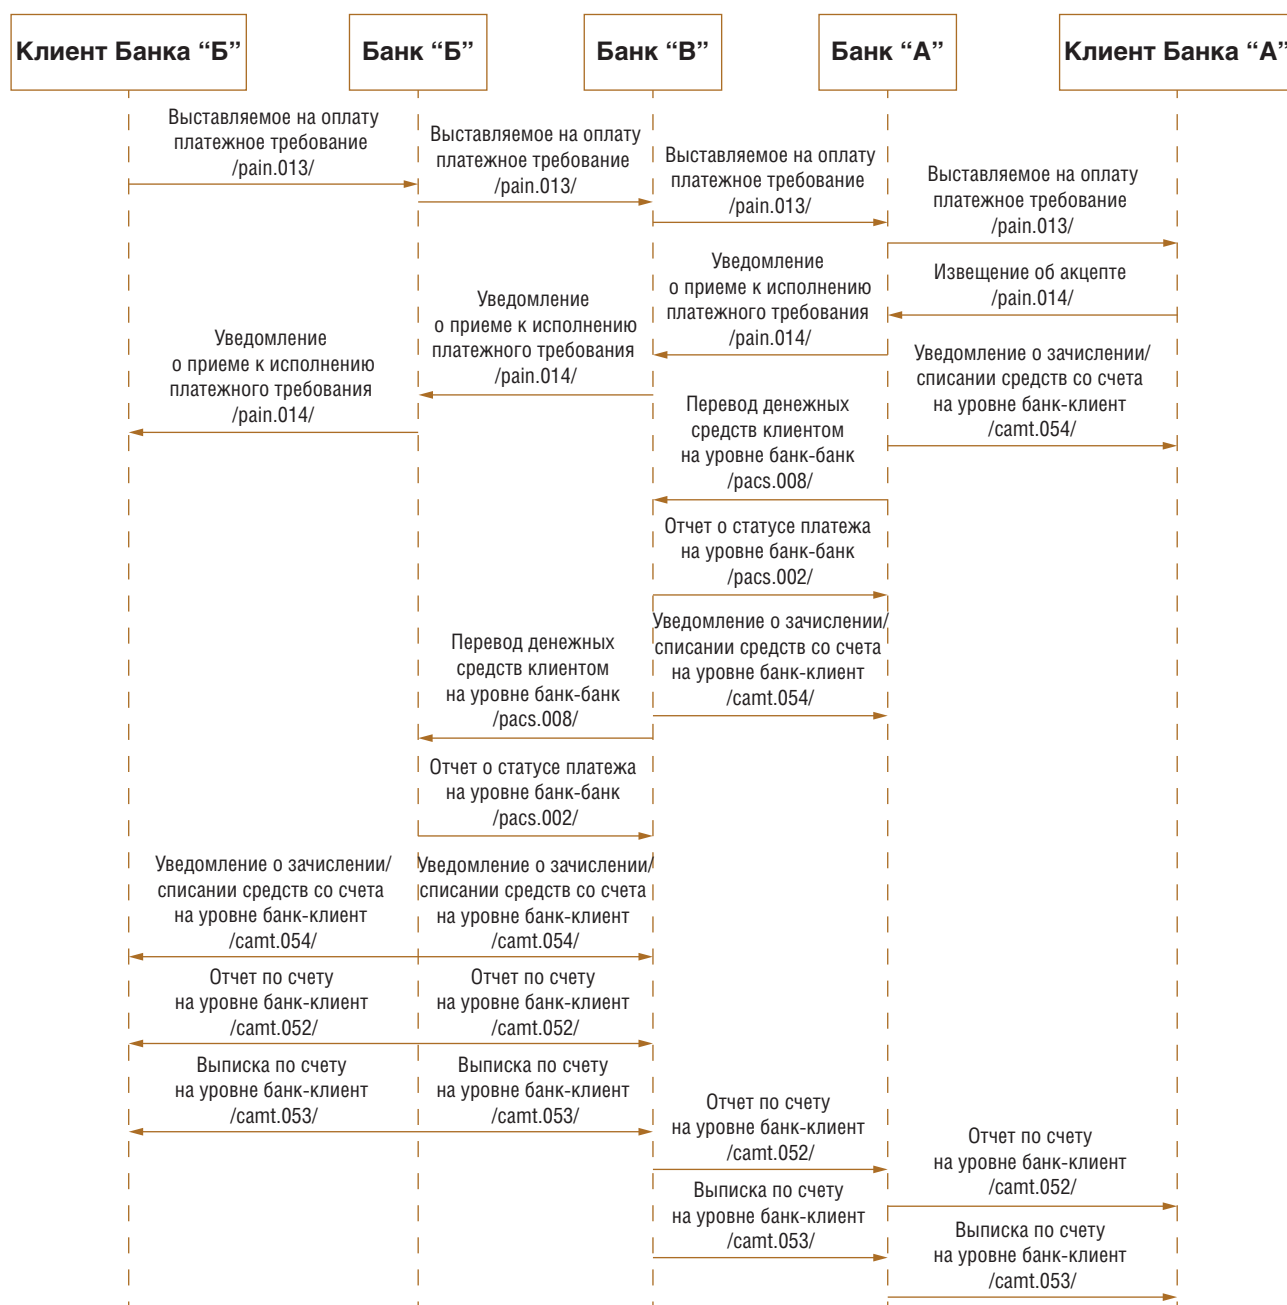 Клиент Банка “Б”
Банк “Б”
Банк “В”
Банк “А”
Клиент Банка “А”
Выставляемое на оплату
платежное требование
/pain.013/
Выставляемое на оплату
платежное требование
/pain.013/
Выставляемое на оплату
платежное требование
/pain.013/
Выставляемое на оплату
платежное требование
/pain.013/
Извещение об акцепте
/pain.014/
Уведомление
о приеме к исполнению
платежного требования
/pain.014/
Уведомление
о приеме к исполнению
платежного требования
/pain.014/
Уведомление
о приеме к исполнению
платежного требования
/pain.014/
Уведомление о зачислении/
списании средств со счета
на уровне банк-клиент
/camt.054/
Перевод денежных
средств клиентом
на уровне банк-банк
/pacs.008/
Отчет о статусе платежа
на уровне банк-банк
/pacs.002/
Уведомление о зачислении/
списании средств со счета
на уровне банк-клиент
/camt.054/
Перевод денежных
средств клиентом
на уровне банк-банк
/pacs.008/
Отчет о статусе платежа
на уровне банк-банк
/pacs.002/
Уведомление о зачислении/
списании средств со счета
на уровне банк-клиент
/camt.054/
Уведомление о зачислении/
списании средств со счета
на уровне банк-клиент
/camt.054/
Отчет по счету
на уровне банк-клиент
/camt.052/
Отчет по счету
на уровне банк-клиент
/camt.052/
Выписка по счету
на уровне банк-клиент
/camt.053/
Выписка по счету
на уровне банк-клиент
/camt.053/
Отчет по счету
на уровне банк-клиент
/camt.052/
Отчет по счету
на уровне банк-клиент
/camt.052/
Выписка по счету
на уровне банк-клиент
/camt.053/
Выписка по счету
на уровне банк-клиент
/camt.053/